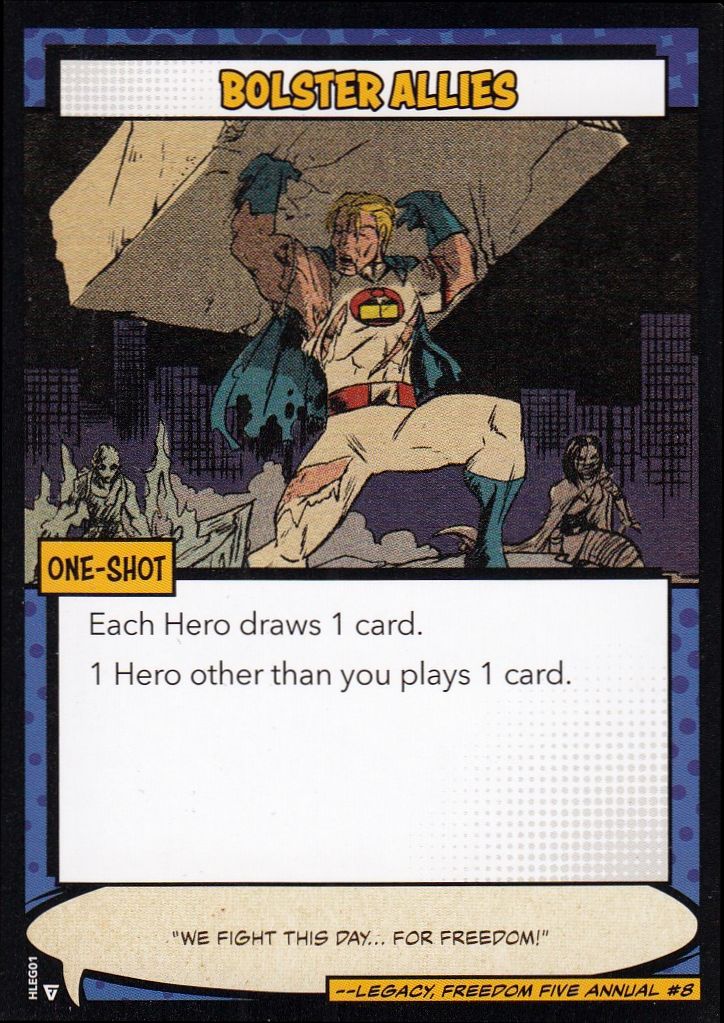 BOLSTER ALLIES
ONE-SHOT
Each Hero draws 1 card.
1 Hero other than you plays 1 card.
"WE FIGHT THIS DAY... FOR FREEDOM!"
--LEGACY, FREEDOM FIVE ANNUAL #8
HLEG01